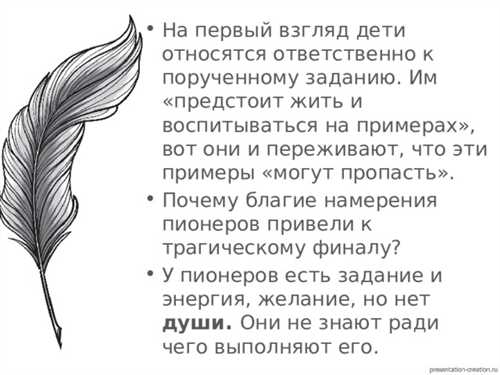 • На первый взгляд дети
относятся ответственно к
порученному заданию. Им
«предстоит жить и
воспитываться на примерах»,
вот они и переживают, что эти
примеры «могут пропасть».
• Почему благие намерения
пионеров привели к
трагическому финалу?
• У пионеров есть задание и
энергия, желание, но нет
души. Они не знают ради
чего выполняют его.
presentation-creation.ru